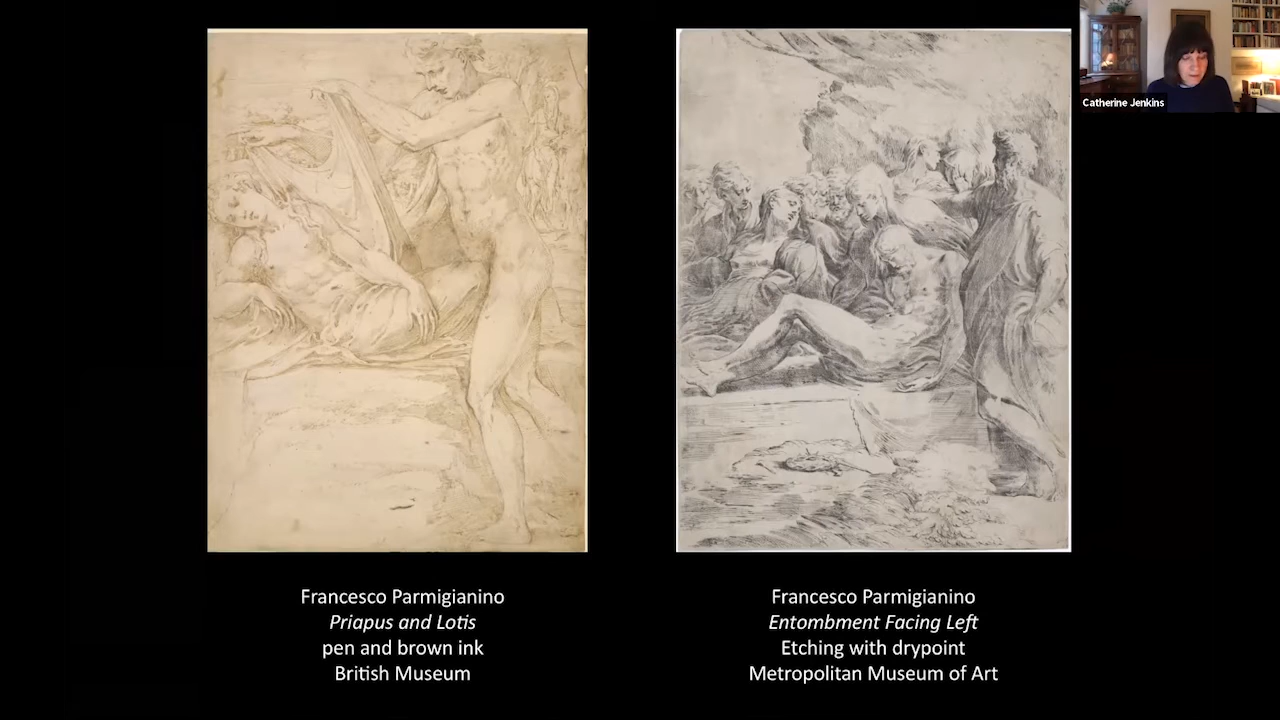 Catherine Jenkins
Francesco Parmigianino
Priapus and Lotis
pen and brown ink
British Museum
Francesco Parmigianino
Entombment Facing Left
Etching with drypoint
Metropolitan Museum of Art